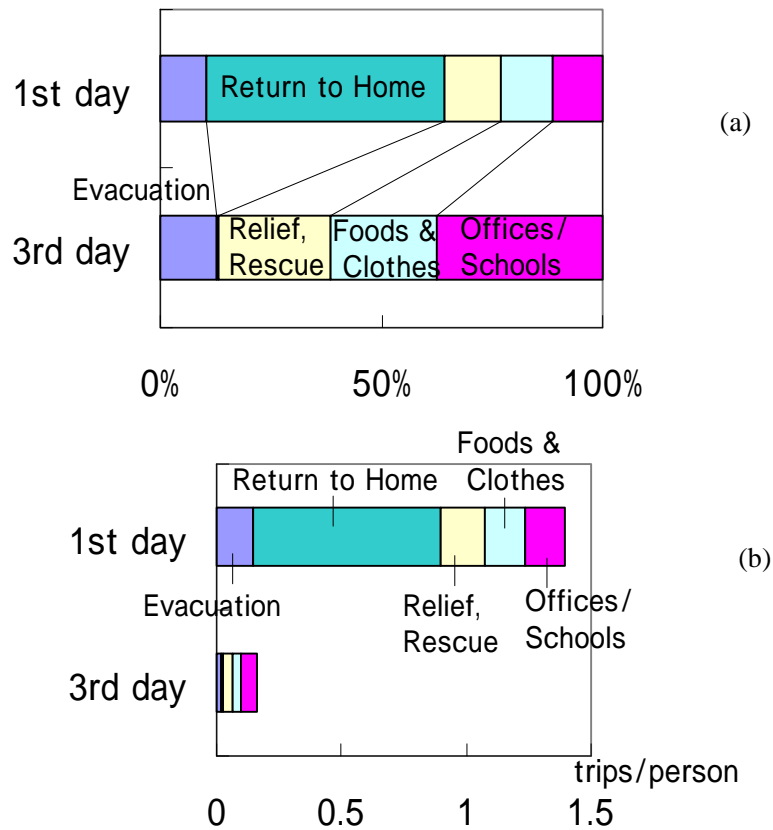 1st day
Return to Home
(a)
Evacuation
3rd day
Relief,
Rescue
Foods &
Clothes
Offices/
Schools
0%
50%
100%
Foods &
Clothes
Return to Home
1st day
(b)
Evacuation
Relief,
Rescue
Offices/
Schools
3rd day
trips/person
0
0.5
1
1.5